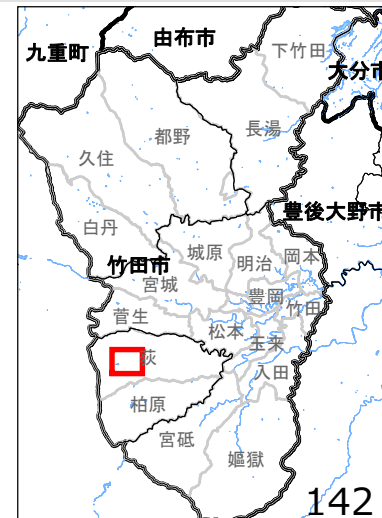 由布市
九重町
下竹田
大分市
長湯
都野
久住
豊後大野市
白丹
城原
明治
岡本
竹田市
宮城
豊岡
竹田
菅生
松本
玉来
荻
入田
柏原
宮砥
嫗獄
142